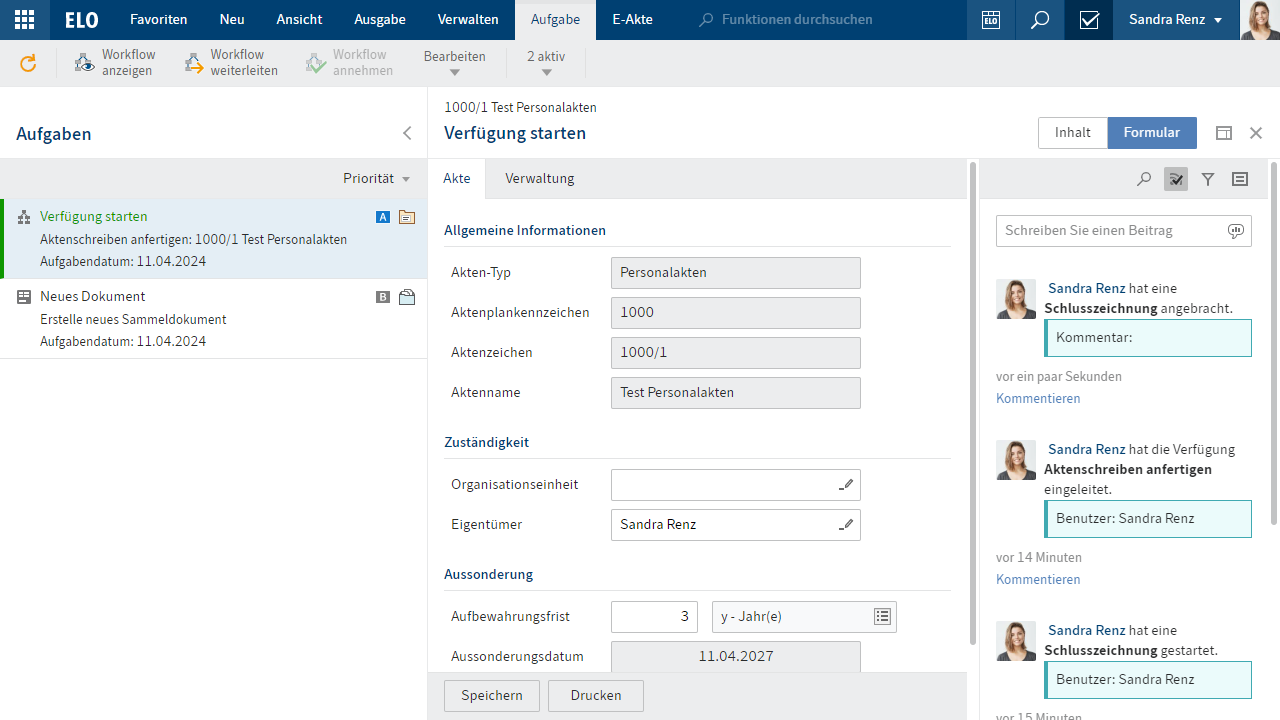 ELO
Favoriten
Neu
Ansicht
Ausgabe
Verwalten
Aufgabe
E-Akte
Funktionen durchsuchen
ELO
Sandra Renz
Workflow
anzeigen
Workflow
weiterleiten
Workflow
annehmen
Bearbeiten
2 aktiv
Aufgaben
Priorität
Verfügung starten
A
Aktenschreiben anfertigen: 1000/1 Test Personalakten
Aufgabendatum: 11.04.2024
Neues Dokument
B
Erstelle neues Sammeldokument
Aufgabendatum: 11.04.2024
1000/1 Test Personalakten
Verfügung starten
Inhalt
Formular
Akte
Verwaltung
Allgemeine Informationen
Akten-Typ
Personalakten
Aktenplankennzeichen
1000
Aktenzeichen
1000/1
Aktenname
Test Personalakten
Zuständigkeit
Organisationseinheit
Eigentümer
Sandra Renz
Aussonderung
Aufbewahrungsfrist
3
y - Jahr(e)
Aussonderungsdatum
11.04.2027
Speichern
Drucken
Schreiben Sie einen Beitrag
Sandra Renz hat eine
Schlusszeichnung angebracht.
Kommentar:
vor ein paar Sekunden
Kommentieren
Sandra Renz hat die Verfügung
Aktenschreiben anfertigen
eingeleitet.
Benutzer: Sandra Renz
vor 14 Minuten
Kommentieren
Sandra Renz hat eine
Schlusszeichnung gestartet.
Benutzer: Sandra Renz
vor 15 Minuten